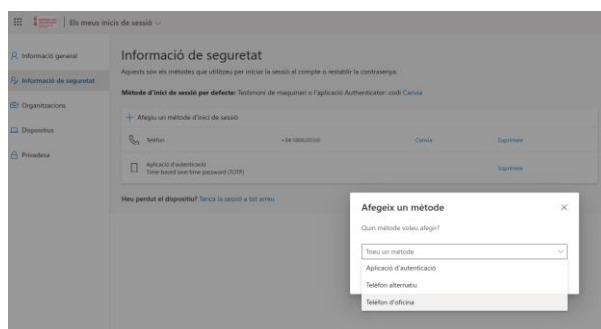 Els meus inicis de sessió
Informació general
Informació de seguretat
Organitzacions
Dispositius
Privadesa
Informació de seguretat
Aquests són els mètodes que utilitzeu per iniciar la sessió al compte o restablir la contrasenya.
Mètode d'inici de sessió per defecte: Testimoni de maquinari o l'aplicació Authenticator: codi Canvia
+ Afegiu un mètode d'inici de sessió
Telèfon Canvia Suprimeix
Aplicació d'autenticació Suprimeix
Time based one-time password (TOTP)
Heu perdut el dispositiu? Tanca la sessió a tot arreu
Afegeix un mètode
Quin mètode voleu afegir?
Trieu un mètode
Aplicació d'autenticació
Telèfon alternatiu
Telèfon d'oficina